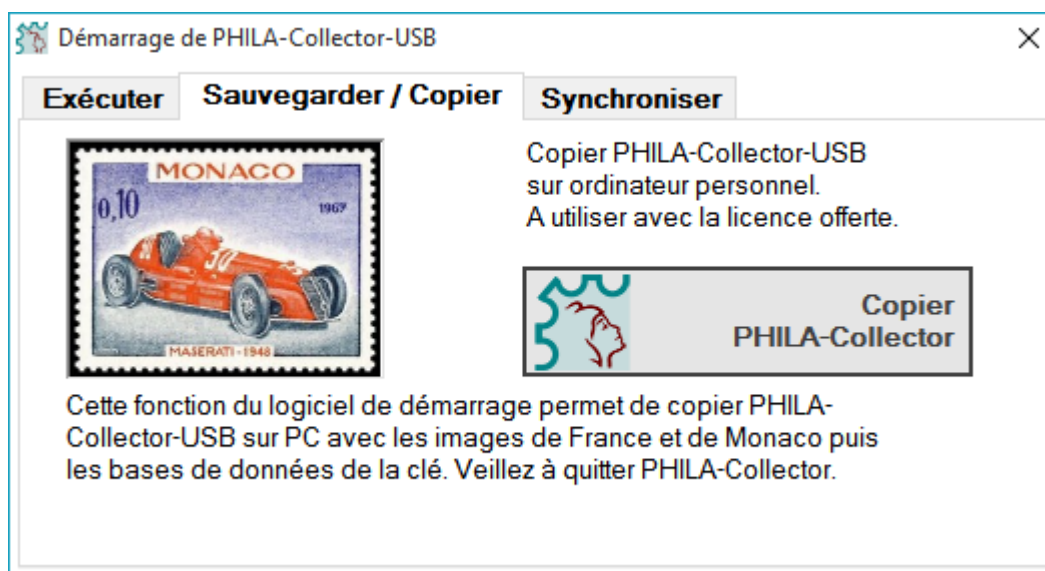 Démarrage de PHILA-Collector-USB
Exécuter
Sauvegarder / Copier
Synchroniser
MONACO
0,10
1967
30
30
MASERATI - 1948
Copier PHILA-Collector-USB
sur ordinateur personnel.
A utiliser avec la licence offerte.
Copier
PHILA-Collector
Cette fonction du logiciel de démarrage permet de copier PHILA-
Collector-USB sur PC avec les images de France et de Monaco puis
les bases de données de la clé. Veillez à quitter PHILA-Collector.